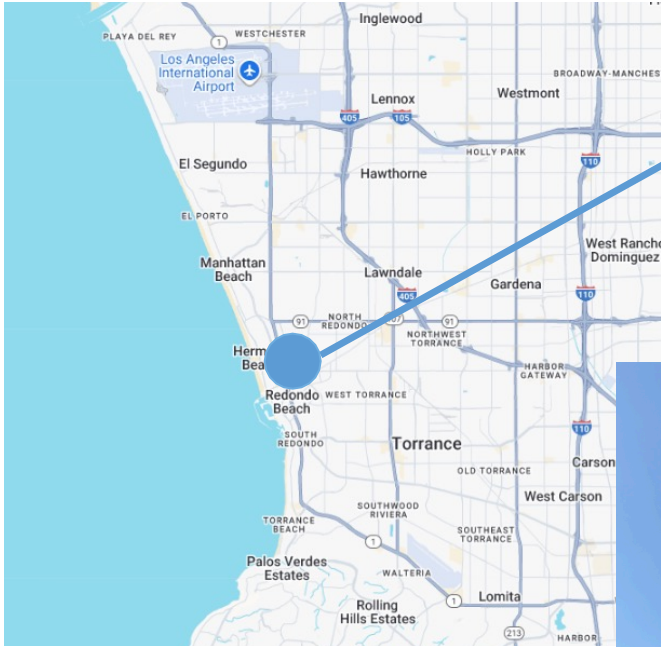 Inglewood
PLAYA DEL REY
WESTCHESTER
1
Los Angeles
International
Airport
BROADWAY-MANCHES
Lennox
Westmont
405
105
HOLLY PARK
110
El Segundo
Hawthorne
EL PORTO
West Ranch
Dominguez
Manhattan
Beach
Lawndale
Gardena
405
110
91
NORTH
REDONDO
107
91
NORTHWEST
TORRANCE
Herm
Bea
HARBOR
GATEWAY
Redondo
Beach
WEST TORRANCE
110
SOUTH
REDONDO
Torrance
OLD TORRANCE
Carson
West Carson
SOUTHWOOD
RIVIERA
TORRANCE
BEACH
SOUTHEAST
TORRANCE
1
Palos Verdes
Estates
WALTERIA
Rolling
Hills Estates
1
Lomita
213
HARBOR